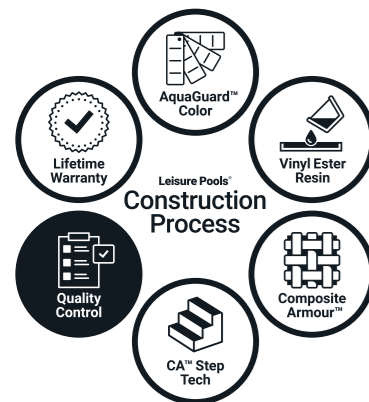 AquaGuard™
Color
Lifetime
Warranty
Vinyl Ester
Resin
Leisure Pools®
Construction
Process
Quality
Control
Composite
Armour™
CA™ Step
Tech